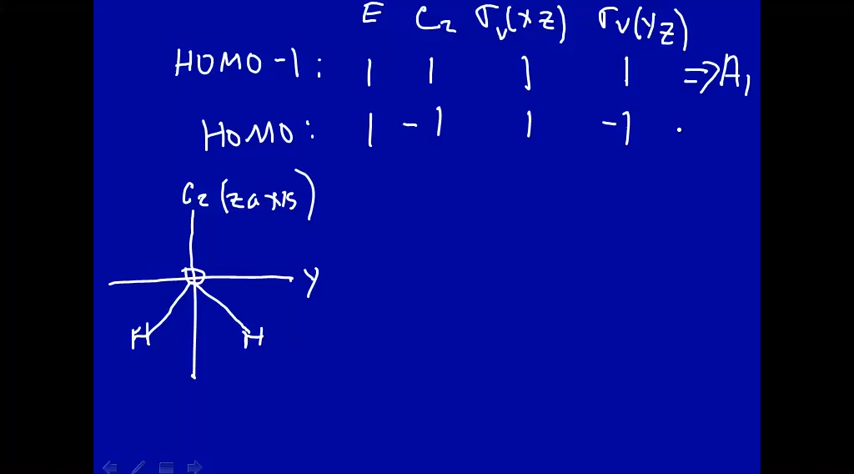 E C₂ σᵥ(xz) σᵥ(yz)
HOMO-1: 1 1 1 1 ⇒A₁
HOMO: 1 -1 1 -1
C₂ (z axis)
Y
H H